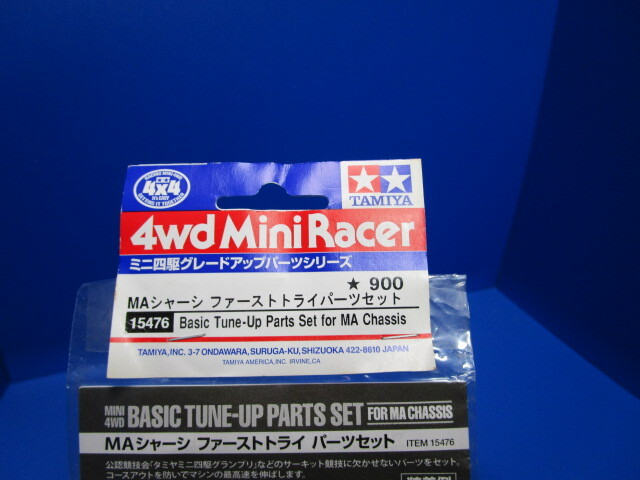 RACING MINI 4WD
4x4
TAMIYA
4wd Mini Racer
ミニ四駆グレードアップパーツシリーズ
★ 900
MAシャーシ ファーストトライパーツセット
15476 Basic Tune-Up Parts Set for MA Chassis
TAMIYA, INC. 3-7 ONDAWARA, SURUGA-KU, SHIZUOKA 422-8610 JAPAN
TAMIYA AMERICA, INC. IRVINE, CA
MINI 4WD BASIC TUNE-UP PARTS SET FOR MA CHASSIS
MAシャーシ ファーストトライ パーツセット ITEM 15476
公認競技会「タミヤミニ四駆グランプリ」などのサーキット競技に欠かせないパーツをセット。
コースアウトを防いでマシンの最高速を伸ばします。